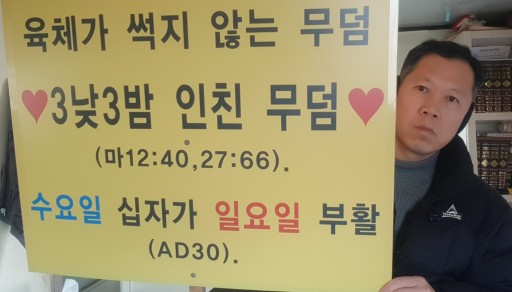 육체가 썩지 않는 무덤
♥3낮3밤 인친 무덤♥
(마12:40,27:66).
수요일 십자가 일요일 부활
(AD30).